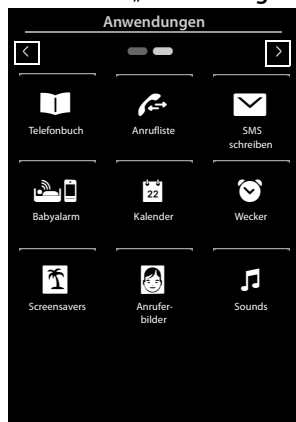 Anwendungen
Telefonbuch
Anrufliste
SMS
schreiben
22
Babyalarm
Kalender
Wecker
Screensavers
Anrufer-
bilder
Sounds